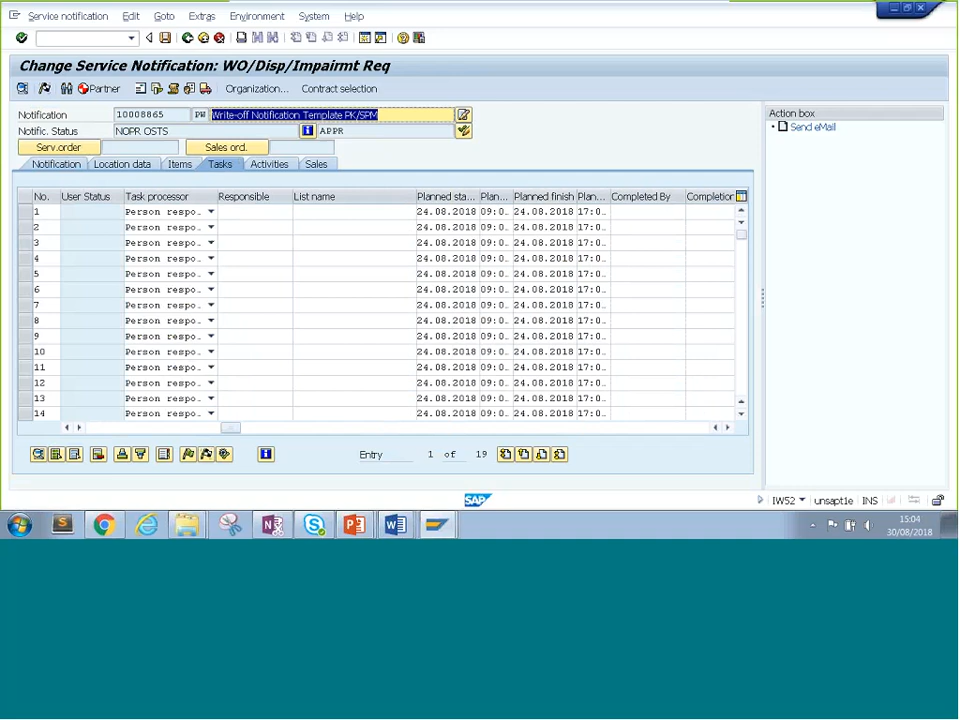 Service notification Edit Goto Extras Environment System Help
Change Service Notification: WO/Disp/Impairmt Req
Partner Organization... Contract selection
Notification 10008865 PW Write-off Notification Template PK/SPM
Notific. Status NOPR OSTS APPR
Serv.order Sales ord.
Notification Location data Items Tasks Activities Sales
Action box
Send eMail
No. User Status Task processor Responsible List name Planned sta... Plan... Planned finish Plan... Completed By Completion
1 Person respo… 24.08.2018 09:0… 24.08.2018 17:0…
2 Person respo… 24.08.2018 09:0… 24.08.2018 17:0…
3 Person respo… 24.08.2018 09:0… 24.08.2018 17:0…
4 Person respo… 24.08.2018 09:0… 24.08.2018 17:0…
5 Person respo… 24.08.2018 09:0… 24.08.2018 17:0…
6 Person respo… 24.08.2018 09:0… 24.08.2018 17:0…
7 Person respo… 24.08.2018 09:0… 24.08.2018 17:0…
8 Person respo… 24.08.2018 09:0… 24.08.2018 17:0…
9 Person respo… 24.08.2018 09:0… 24.08.2018 17:0…
10 Person respo… 24.08.2018 09:0… 24.08.2018 17:0…
11 Person respo… 24.08.2018 09:0… 24.08.2018 17:0…
12 Person respo… 24.08.2018 09:0… 24.08.2018 17:0…
13 Person respo… 24.08.2018 09:0… 24.08.2018 17:0…
14 Person respo… 24.08.2018 09:0… 24.08.2018 17:0…
Entry 1 of 19
SAP
IW52 unsapt1e INS
15:04
30/08/2018